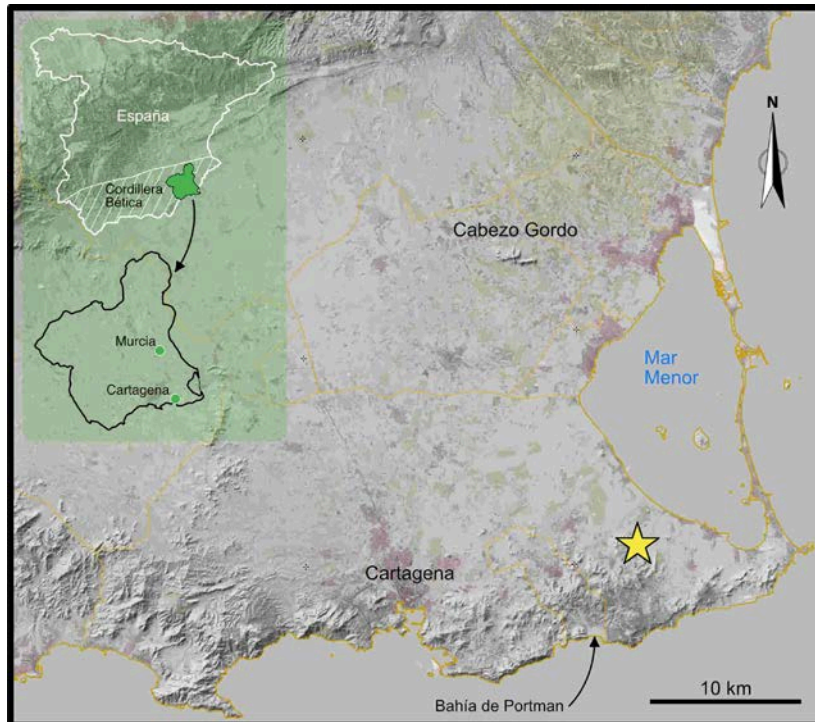 España
Cordillera
Bética
Murcia
Cartagena
N
Cabezo Gordo
Mar
Menor
Cartagena
Bahía de Portman
10 km